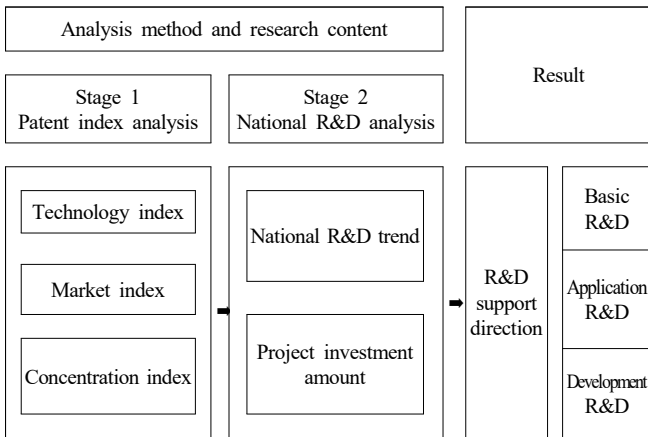 Analysis method and research content
Result
Stage 1
Patent index analysis
Stage 2
National R&D analysis
Technology index
Market index
Concentration index
National R&D trend
Project investment
amount
R&D
support
direction
Basic
R&D
Application
R&D
Development
R&D